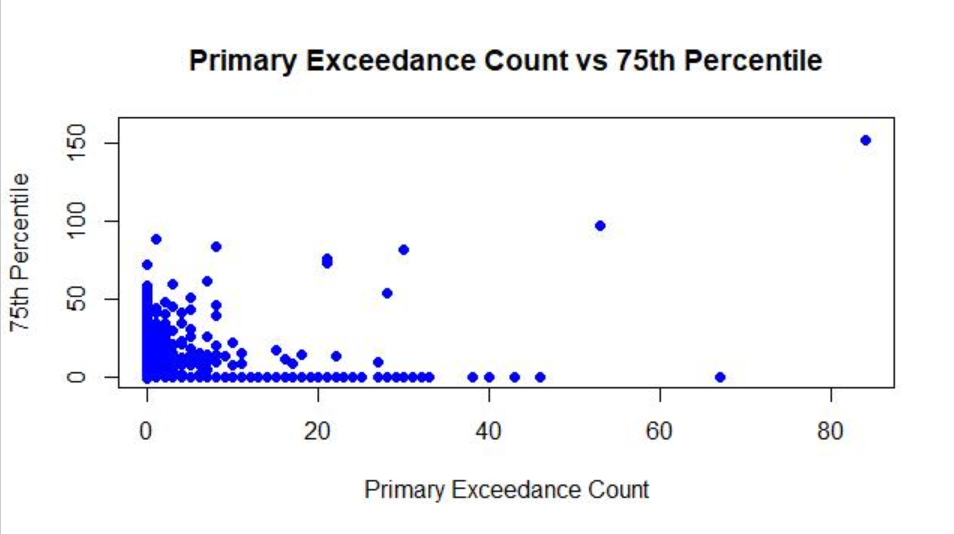 Primary Exceedance Count vs 75th Percentile
150
100
50
0
75th Percentile
0 20 40 60 80
Primary Exceedance Count